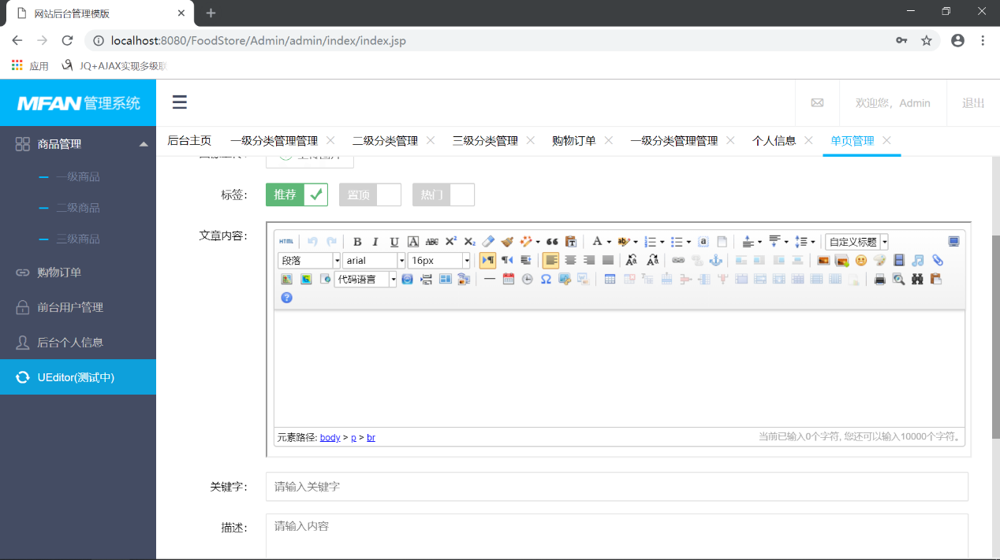 网站后台管理模版
localhost:8080/FoodStore/Admin/admin/index/index.jsp
应用 JQ+AJAX实现多级联
MFAN管理系统
欢迎您，Admin 退出
商品管理
一级商品
二级商品
三级商品
购物订单
前台用户管理
后台个人信息
UEditor(测试中)
后台主页 一级分类管理管理 二级分类管理 三级分类管理 购物订单 一级分类管理管理 个人信息 单页管理
标签： 推荐 置顶 热门
文章内容：
HTML B I U A ABC X² X₂ 自定义标题
段落 arial 16px
代码语言
元素路径: body > p > br
当前已输入0个字符, 您还可以输入10000个字符。
关键字： 请输入关键字
描述： 请输入内容